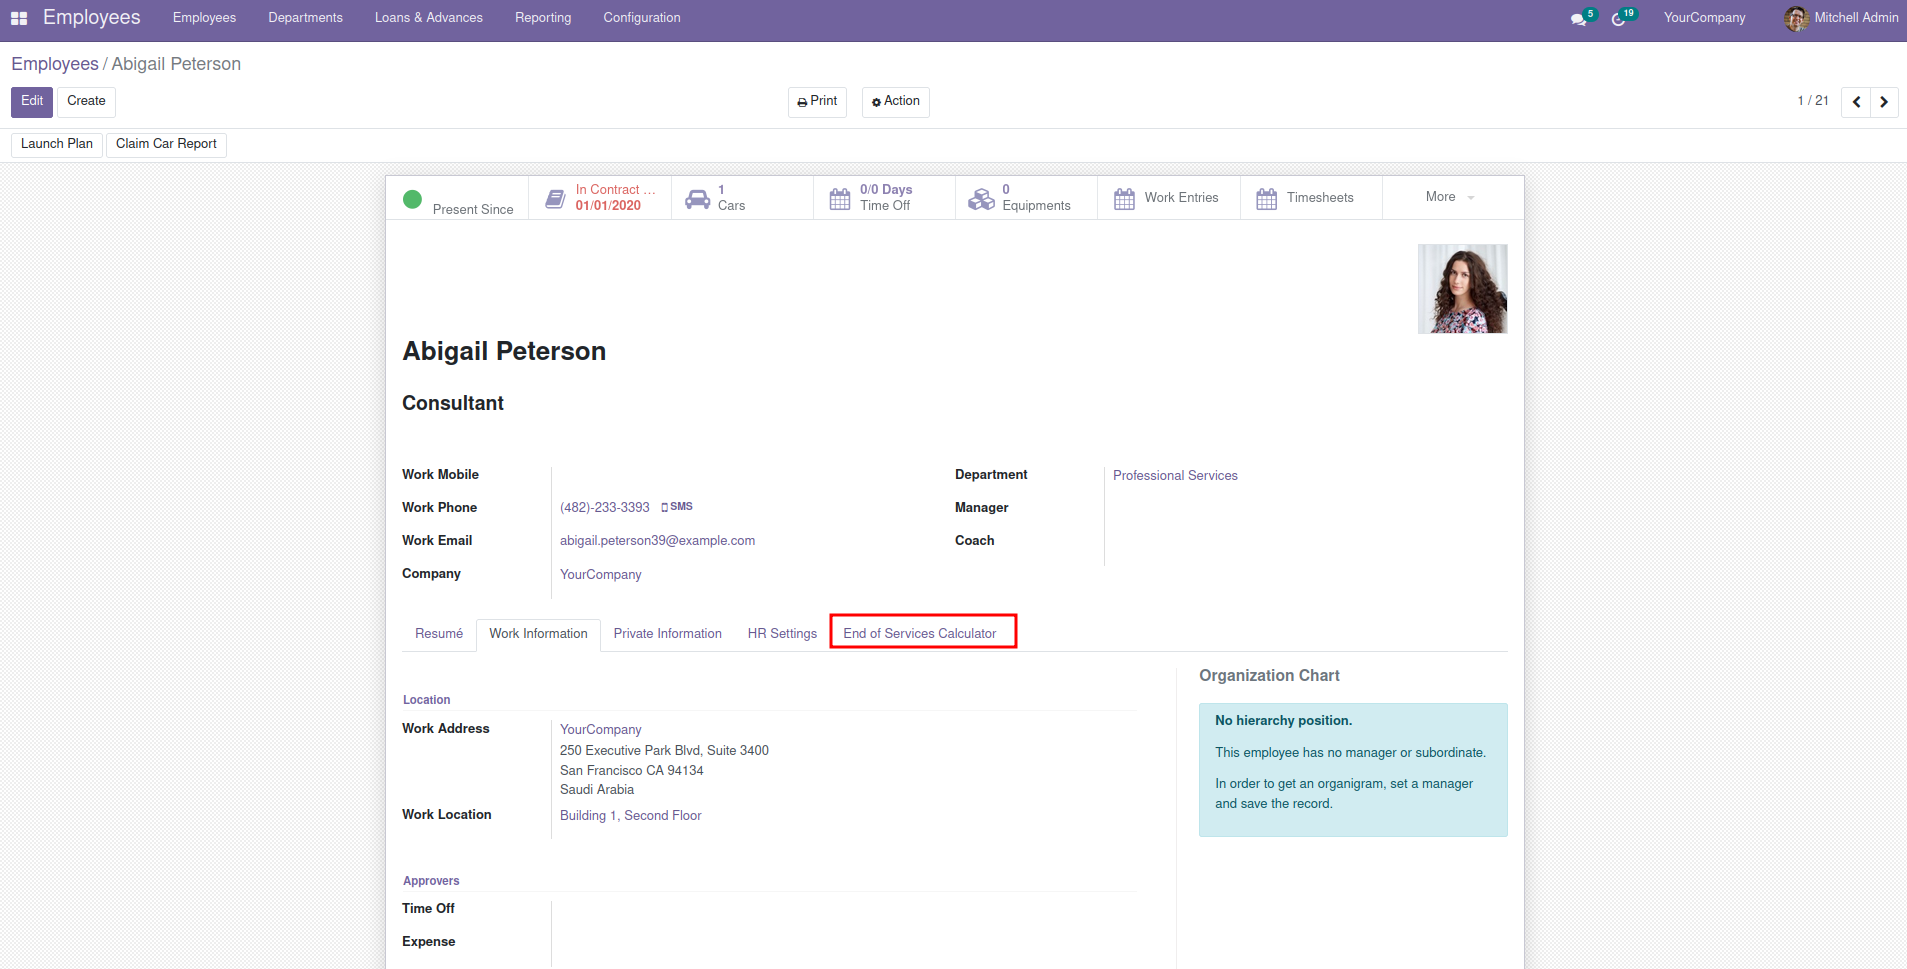 Employees Employees Departments Loans & Advances Reporting Configuration 5 19 YourCompany Mitchell Admin
Employees / Abigail Peterson
Edit Create Print Action 1 / 21
Launch Plan Claim Car Report
Present Since
In Contract ...
01/01/2020
1
Cars
0/0 Days
Time Off
0
Equipments
Work Entries
Timesheets
More
Abigail Peterson
Consultant
Work Mobile
Work Phone (482)-233-3393 SMS
Work Email abigail.peterson39@example.com
Company YourCompany
Department Professional Services
Manager
Coach
Resumé Work Information Private Information HR Settings End of Services Calculator
Location
Work Address YourCompany
250 Executive Park Blvd, Suite 3400
San Francisco CA 94134
Saudi Arabia
Work Location Building 1, Second Floor
Approvers
Time Off
Expense
Organization Chart
No hierarchy position.
This employee has no manager or subordinate.
In order to get an organigram, set a manager
and save the record.